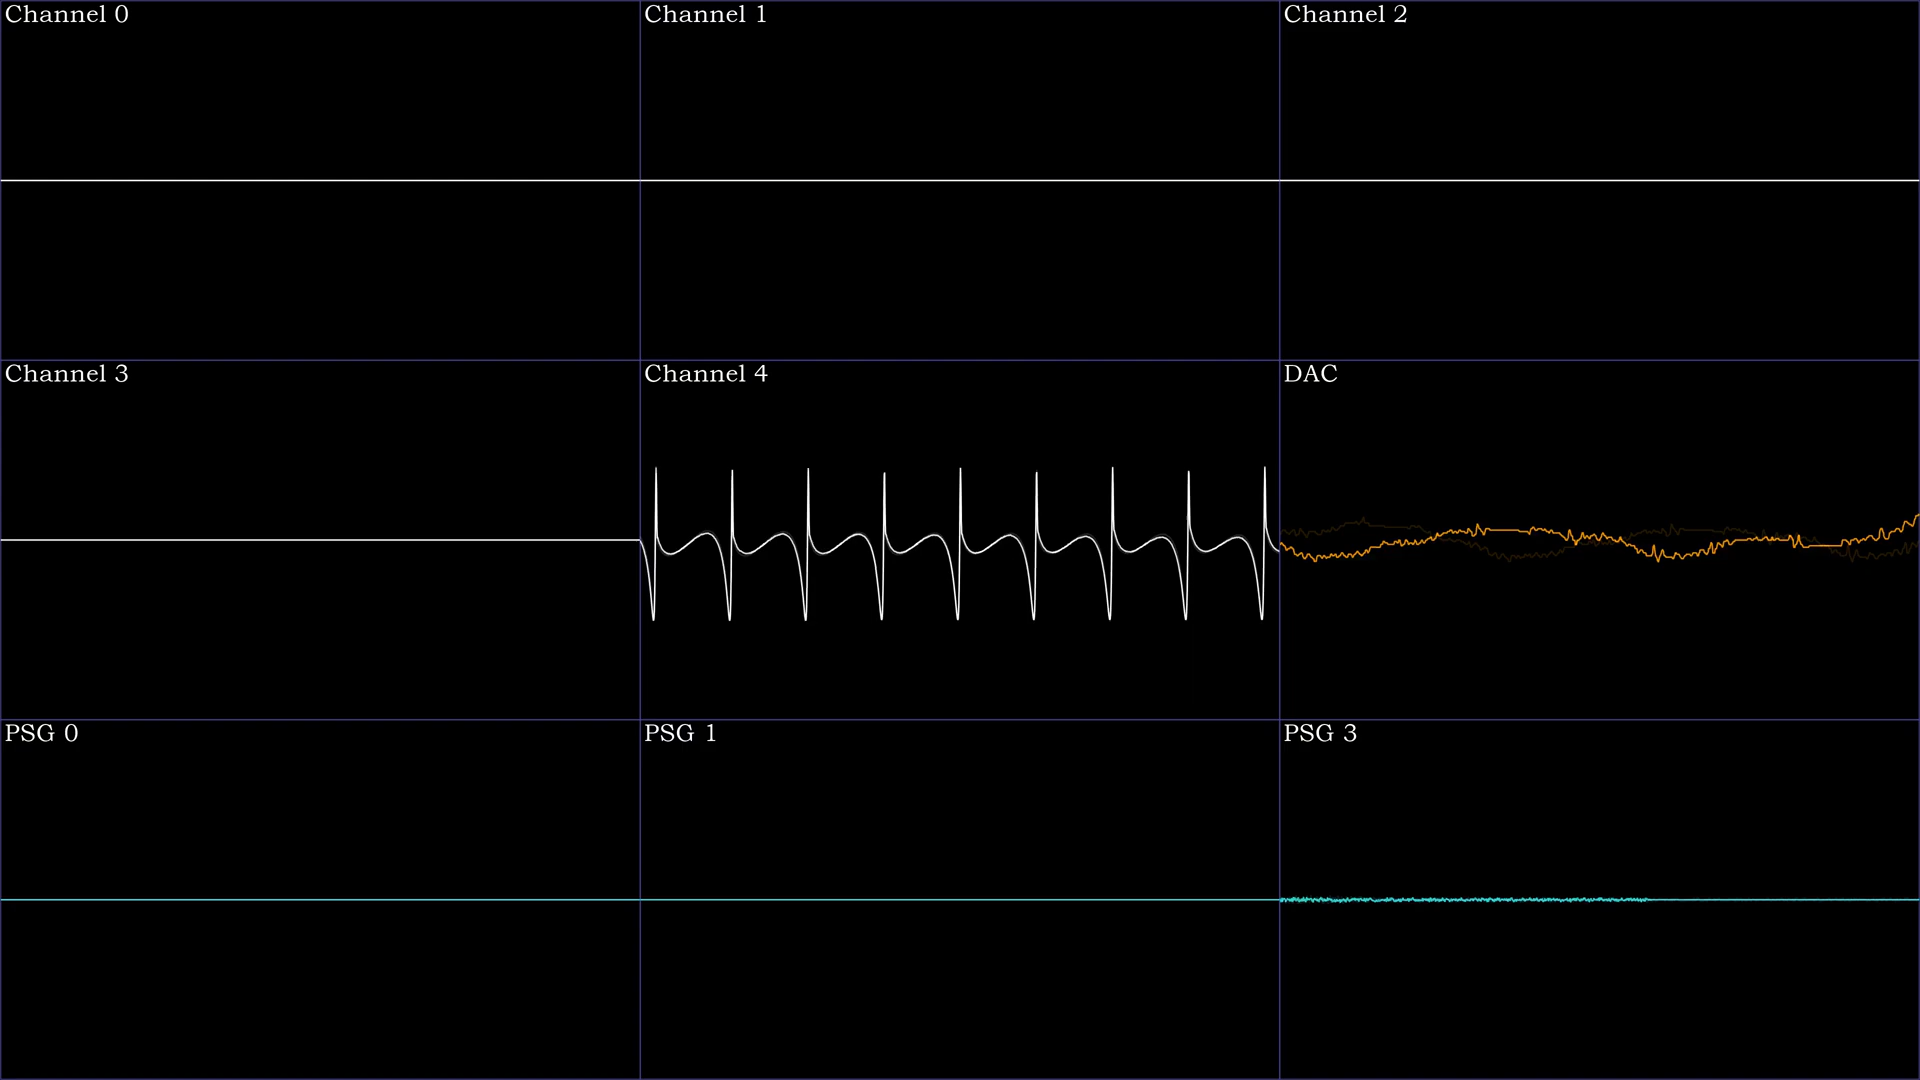 Channel 0
Channel 1
Channel 2
Channel 3
Channel 4
DAC
PSG 0
PSG 1
PSG 3